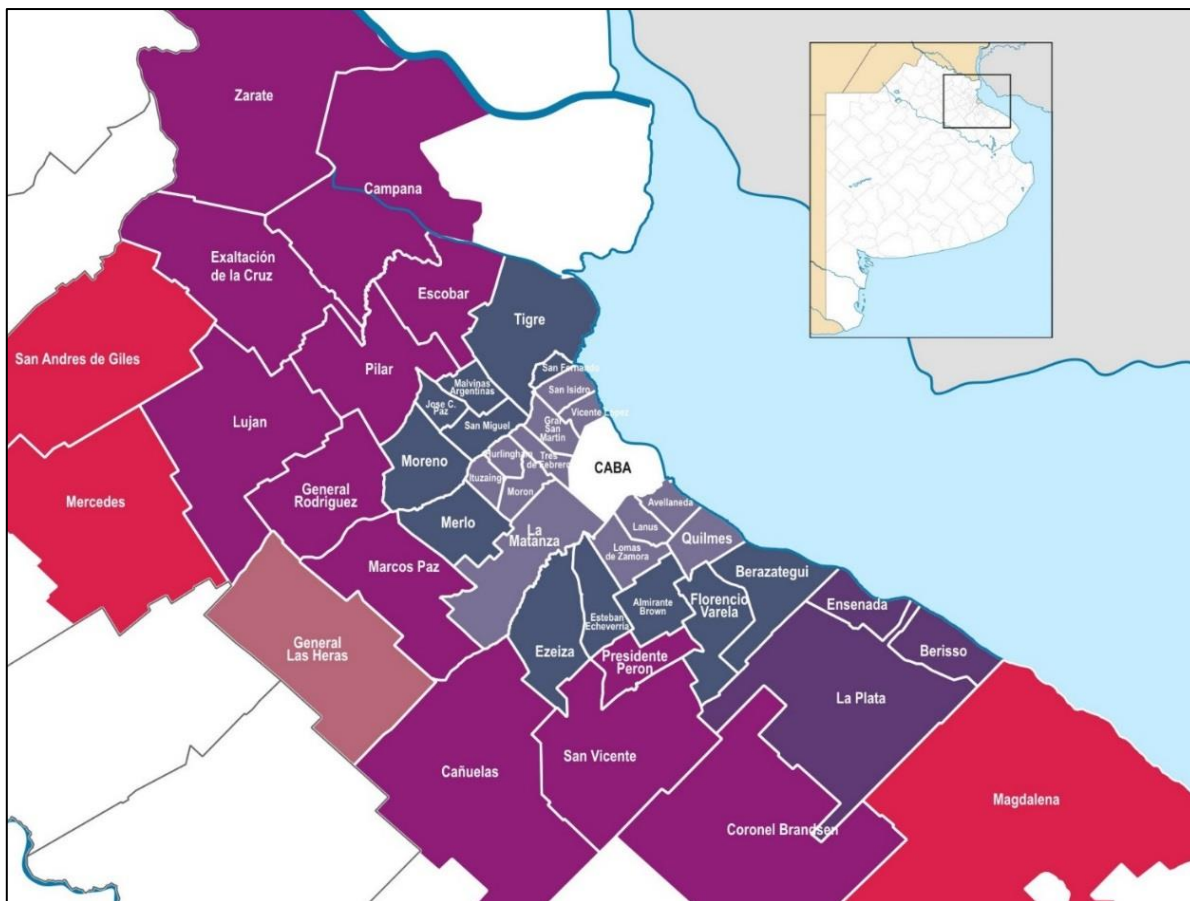 Zarate
Campana
Exaltación
de la Cruz
Escobar
Tigre
San Andres de Giles
Pilar
San Fernando
Malvinas
Argentinas
San Isidro
Jose C.
Paz
Vicente Lopez
Lujan
San Miguel
Gral
San
Martin
Moreno
Burlingham
Tres
de Febrero
CABA
Ituzaing
Mercedes
General
Rodriguez
Moron
Avellaneda
Merlo
La
Matanza
Lanus
Quilmes
Lomas
de Zamora
Marcos Paz
Berazategui
Florencio
Varela
Almirante
Brown
Ensenada
Esteban
Echeverria
General
Las Heras
Ezeiza
Presidente
Peron
Berisso
La Plata
San Vicente
Cañuelas
Magdalena
Coronel Brandsen